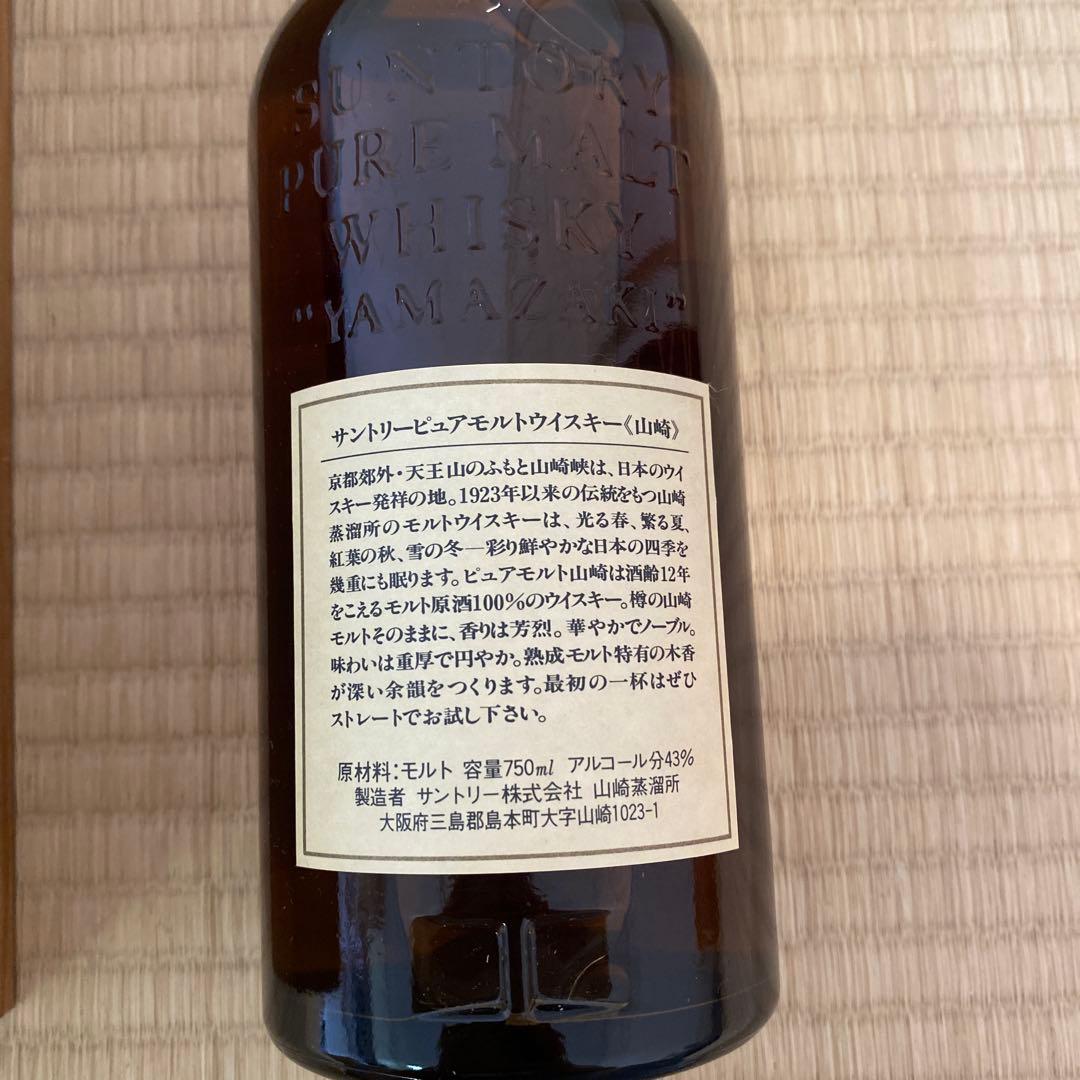 SUNTORY
PURE MALT
WHISKY
"YAMAZAKI"
サントリーピュアモルトウイスキー《山崎》
京都郊外・天王山のふもと山崎峡は、日本のウイ
スキー発祥の地。1923年以来の伝統をもつ山崎
蒸溜所のモルトウイスキーは、光る春、繁る夏、
紅葉の秋、雪の冬―彩り鮮やかな日本の四季を
幾重にも眠ります。ピュアモルト山崎は酒齢12年
をこえるモルト原酒100%のウイスキー。樽の山崎
モルトそのままに、香りは芳烈。華やかでノーブル。
味わいは重厚で円やか。熟成モルト特有の木香
が深い余韻をつくります。最初の一杯はぜひ
ストレートでお試し下さい。
原材料:モルト 容量750ml アルコール分43%
製造者 サントリー株式会社 山崎蒸溜所
大阪府三島郡島本町大字山崎1023-1